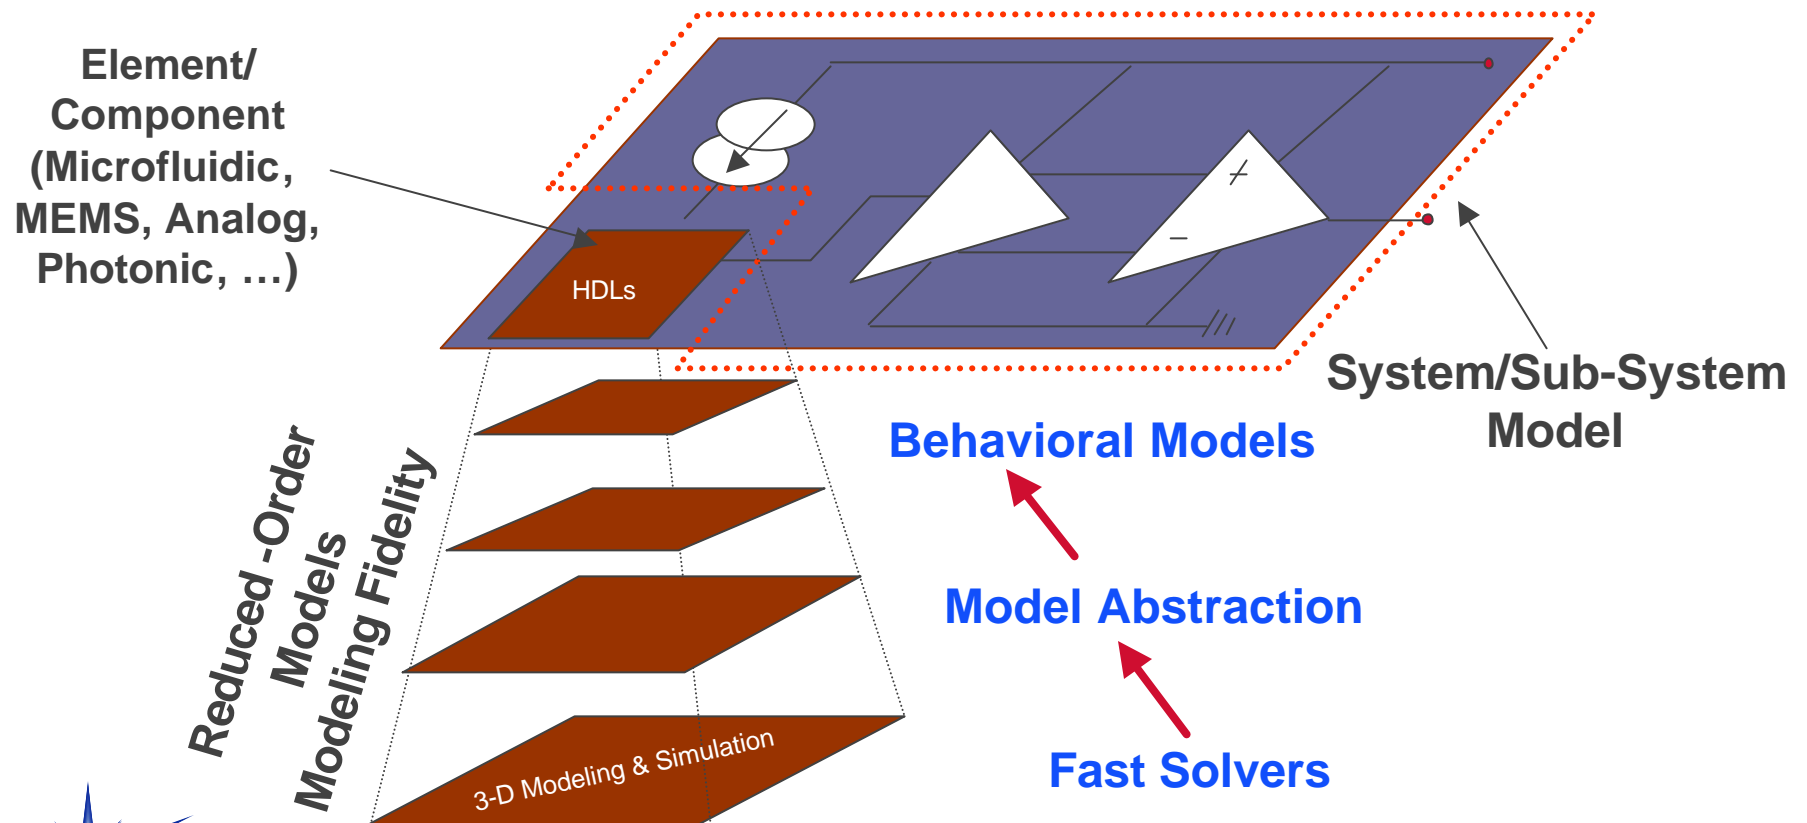 Element/
Component
(Microfluidic,
MEMS, Analog,
Photonic, …)
HDLs
System/Sub-System
Model
Behavioral Models
Model Abstraction
Fast Solvers
Reduced -Order
Models
Modeling Fidelity
3-D Modeling & Simulation